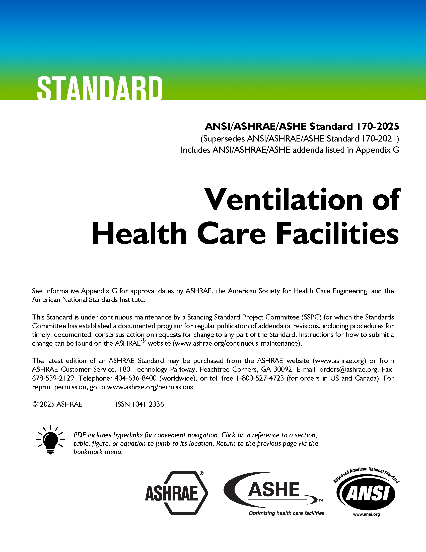 STANDARD
ANSI/ASHRAE/ASHE Standard 170-2025
(Supersedes ANSI/ASHRAE/ASHE Standard 170-2021)
Includes ANSI/ASHRAE/ASHE addenda listed in Appendix G
Ventilation of
Health Care Facilities
See Informative Appendix G for approval dates by ASHRAE, the American Society for Health Care Engineering, and the
American National Standards Institute.
This Standard is under continuous maintenance by a Standing Standard Project Committee (SSPC) for which the Standards
Committee has established a documented program for regular publication of addenda or revisions, including procedures for
timely, documented, consensus action on requests for change to any part of the Standard. Instructions for how to submit a
change can be found on the ASHRAE® website (www.ashrae.org/continuous-maintenance).
The latest edition of an ASHRAE Standard may be purchased from the ASHRAE website (www.ashrae.org) or from
ASHRAE Customer Service, 180 Technology Parkway, Peachtree Corners, GA 30092. E-mail: orders@ashrae.org. Fax:
678-539-2129. Telephone: 404-636-8400 (worldwide), or toll free 1-800-527-4723 (for orders in US and Canada). For
reprint permission, go to www.ashrae.org/permissions.
© 2025 ASHRAE ISSN 1041-2336
PDF includes hyperlinks for convenient navigation. Click on a reference to a section,
table, figure, or equation to jump to its location. Return to the previous page via the
bookmark menu.
ASHRAE
®
ASHE
Optimizing health care facilities
ANSI
www.ansi.org